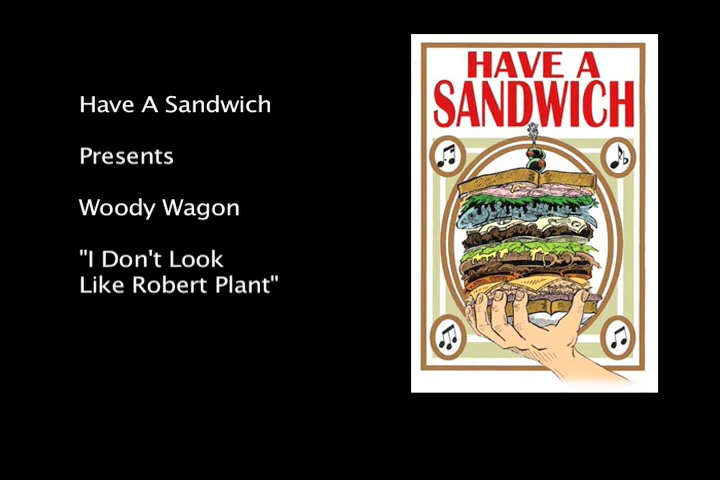 Have A Sandwich
Presents
Woody Wagon
"I Don't Look
Like Robert Plant"
HAVE A
SANDWICH